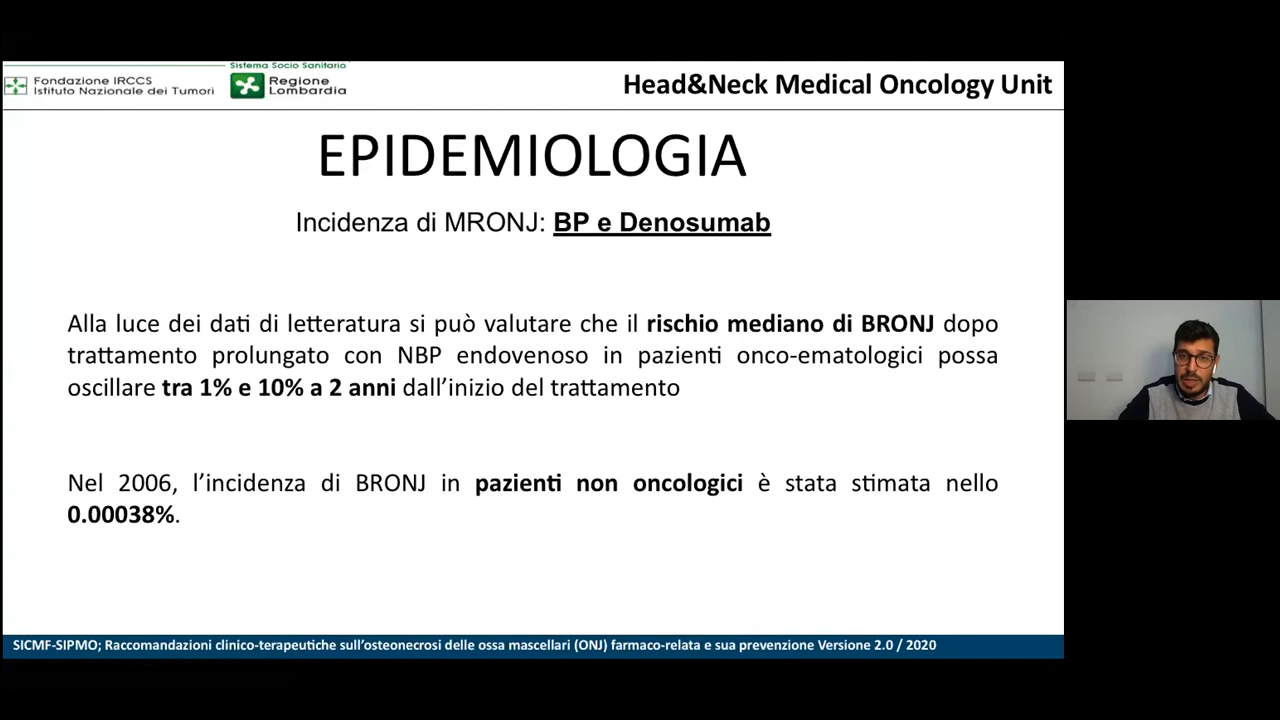 Fondazione IRCCS
Istituto Nazionale dei Tumori
Sistema Socio Sanitario
Regione
Lombardia
Head&Neck Medical Oncology Unit
EPIDEMIOLOGIA
Incidenza di MRONJ: BP e Denosumab
Alla luce dei dati di letteratura si può valutare che il rischio mediano di BRONJ dopo
trattamento prolungato con NBP endovenoso in pazienti onco-ematologici possa
oscillare tra 1% e 10% a 2 anni dall’inizio del trattamento
Nel 2006, l’incidenza di BRONJ in pazienti non oncologici è stata stimata nello
0.00038%.
SICMF-SIPMO; Raccomandazioni clinico-terapeutiche sull’osteonecrosi delle ossa mascellari (ONJ) farmaco-relata e sua prevenzione Versione 2.0 / 2020